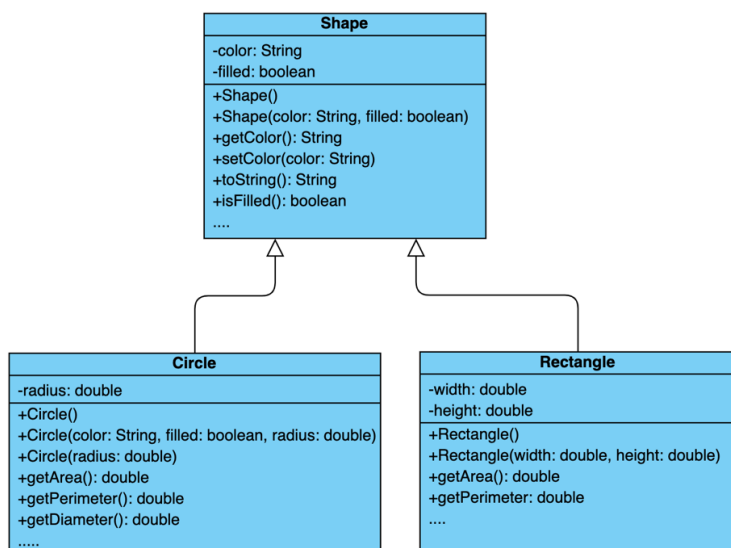 Shape
-color: String
-filled: boolean
+Shape()
+Shape(color: String, filled: boolean)
+getColor(): String
+setColor(color: String)
+toString(): String
+isFilled(): boolean
....
Circle
-radius: double
+Circle()
+Circle(color: String, filled: boolean, radius: double)
+Circle(radius: double)
+getArea(): double
+getPerimeter(): double
+getDiameter(): double
.....
Rectangle
-width: double
-height: double
+Rectangle()
+Rectangle(width: double, height: double)
+getArea(): double
+getPerimeter: double
....